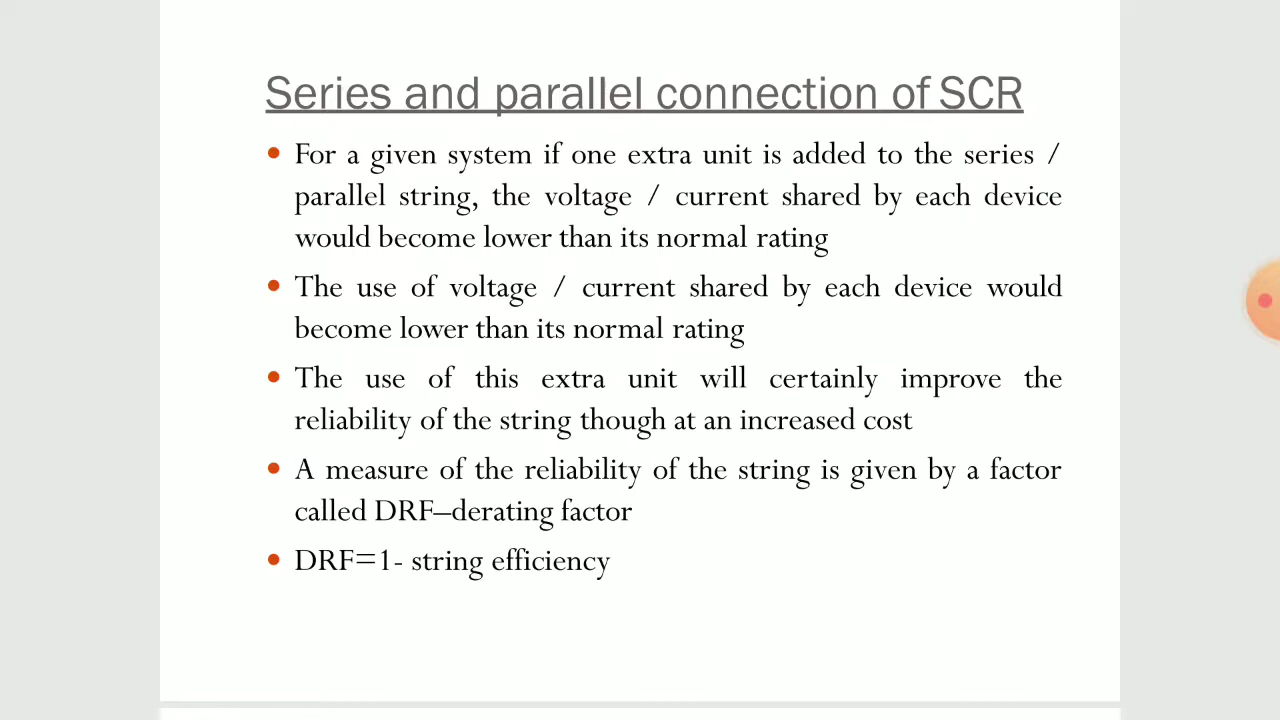 Series and parallel connection of SCR
• For a given system if one extra unit is added to the series /
parallel string, the voltage / current shared by each device
would become lower than its normal rating
• The use of voltage / current shared by each device would
become lower than its normal rating
• The use of this extra unit will certainly improve the
reliability of the string though at an increased cost
• A measure of the reliability of the string is given by a factor
called DRF–derating factor
• DRF=1- string efficiency